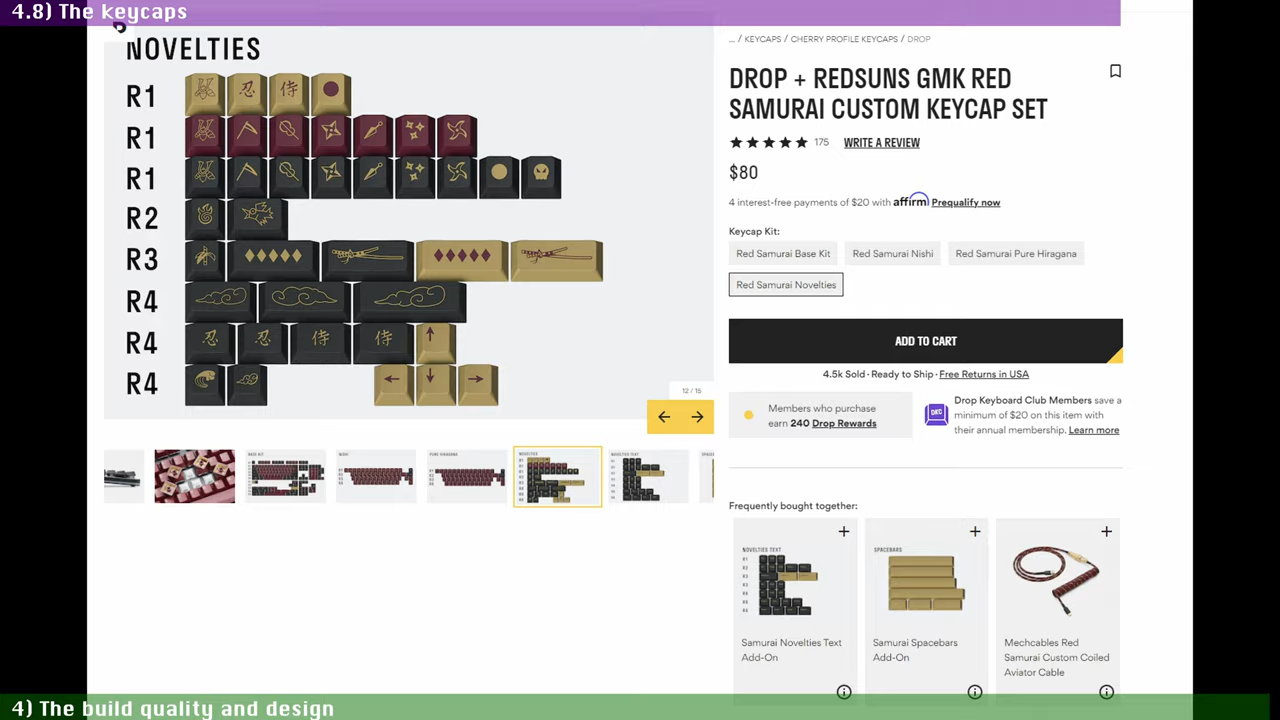 4.8) The keycaps
NOVELTIES
R1
忍
侍
R1
R1
R2
R3
R4
R4
忍
忍
侍
侍
↑
R4
←
↓
→
12 / 15
... / KEYCAPS / CHERRY PROFILE KEYCAPS / DROP
DROP + REDSUNS GMK RED
SAMURAI CUSTOM KEYCAP SET
175
WRITE A REVIEW
$80
4 interest-free payments of $20 with affirm Prequalify now
Keycap Kit:
Red Samurai Base Kit
Red Samurai Nishi
Red Samurai Pure Hiragana
Red Samurai Novelties
ADD TO CART
4.5k Sold · Ready to Ship · Free Returns in USA
Members who purchase
earn 240 Drop Rewards
DKC
Drop Keyboard Club Members save a
minimum of $20 on this item with
their annual membership. Learn more
Frequently bought together:
NOVELTIES TEXT
Samurai Novelties Text
Add-On
SPACEBARS
Samurai Spacebars
Add-On
Mechcables Red
Samurai Custom Coiled
Aviator Cable
4) The build quality and design